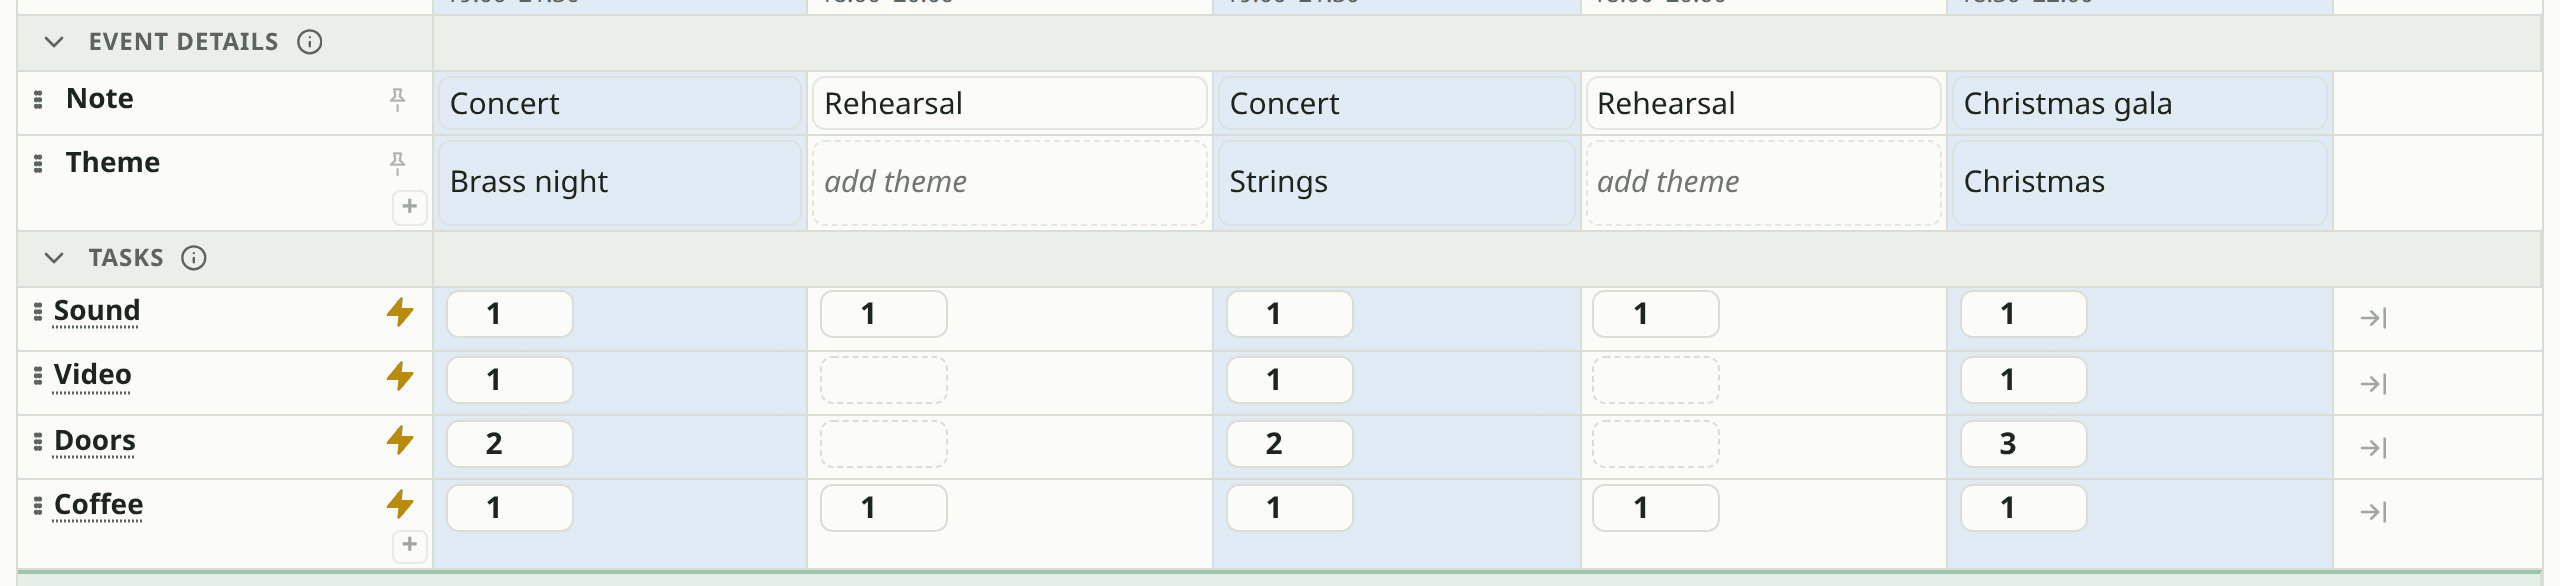 EVENT DETAILS
Note Concert Rehearsal Concert Rehearsal Christmas gala
Theme Brass night add theme Strings add theme Christmas
TASKS
Sound 1 1 1 1 1
Video 1 1 1
Doors 2 2 3
Coffee 1 1 1 1 1